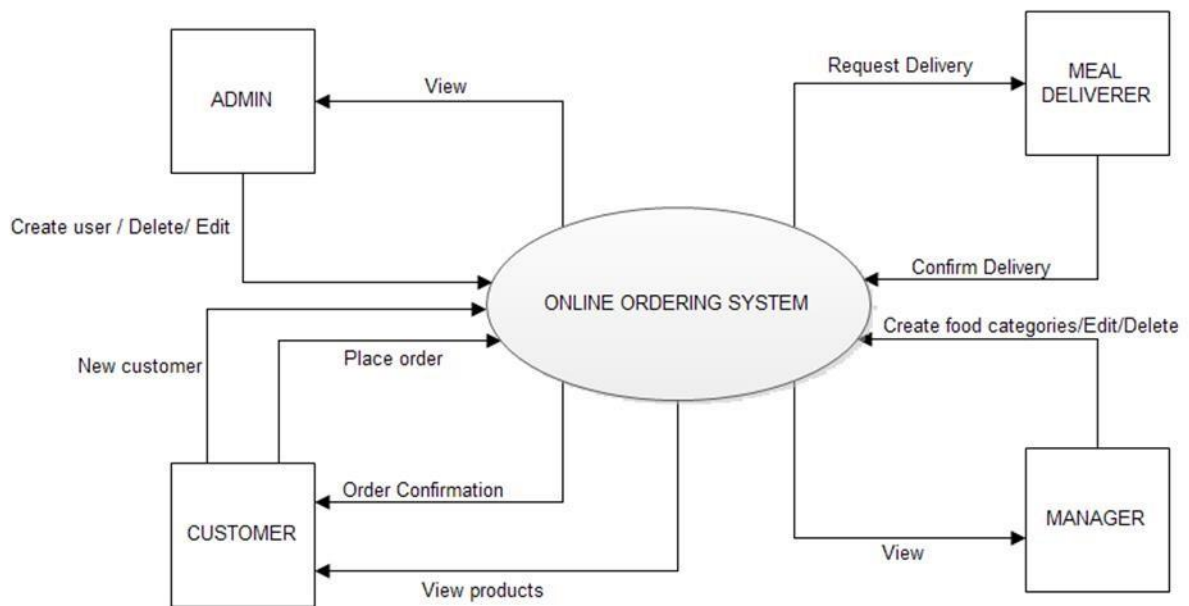 Request Delivery
MEAL
DELIVERER
View
ADMIN
Create user / Delete/ Edit
Confirm Delivery
ONLINE ORDERING SYSTEM
Create food categories/Edit/Delete
New customer
Place order
Order Confirmation
CUSTOMER
MANAGER
View
View products